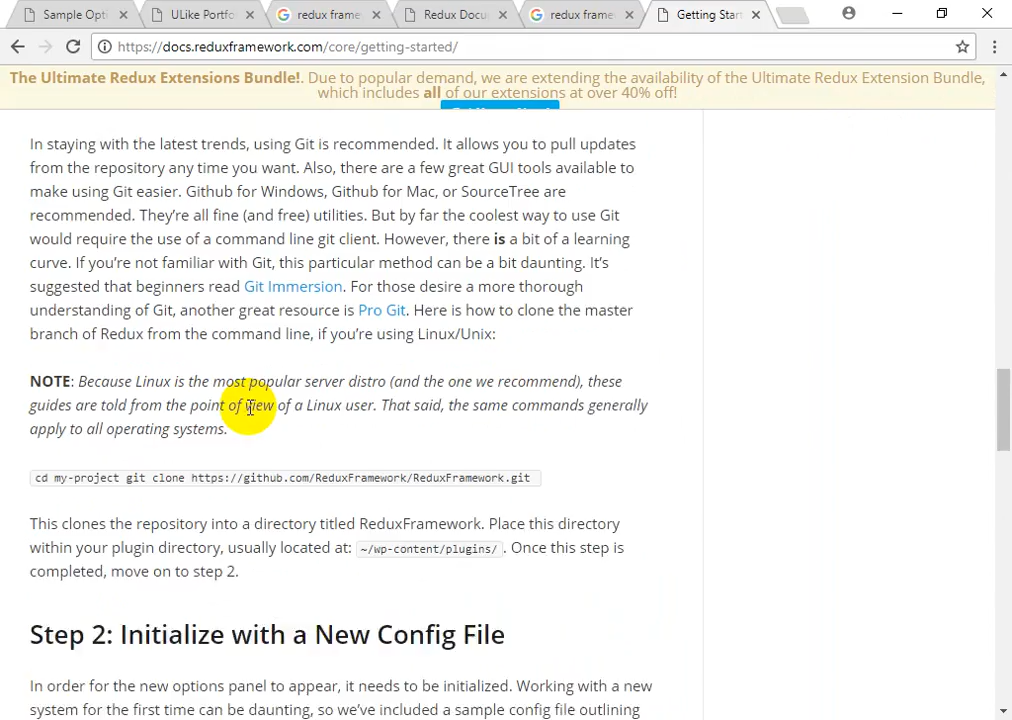 Sample Opti
ULike Portfo
redux frame
Redux Docu
redux frame
Getting Star
https://docs.reduxframework.com/core/getting-started/
The Ultimate Redux Extensions Bundle!. Due to popular demand, we are extending the availability of the Ultimate Redux Extension Bundle,
which includes all of our extensions at over 40% off!
In staying with the latest trends, using Git is recommended. It allows you to pull updates
from the repository any time you want. Also, there are a few great GUI tools available to
make using Git easier. Github for Windows, Github for Mac, or SourceTree are
recommended. They're all fine (and free) utilities. But by far the coolest way to use Git
would require the use of a command line git client. However, there is a bit of a learning
curve. If you're not familiar with Git, this particular method can be a bit daunting. It's
suggested that beginners read Git Immersion. For those desire a more thorough
understanding of Git, another great resource is Pro Git. Here is how to clone the master
branch of Redux from the command line, if you're using Linux/Unix:
NOTE: Because Linux is the most popular server distro (and the one we recommend), these
guides are told from the point of view of a Linux user. That said, the same commands generally
apply to all operating systems.
cd my-project git clone https://github.com/ReduxFramework/ReduxFramework.git
This clones the repository into a directory titled ReduxFramework. Place this directory
within your plugin directory, usually located at: ~/wp-content/plugins/. Once this step is
completed, move on to step 2.
Step 2: Initialize with a New Config File
In order for the new options panel to appear, it needs to be initialized. Working with a new
system for the first time can be daunting, so we've included a sample config file outlining